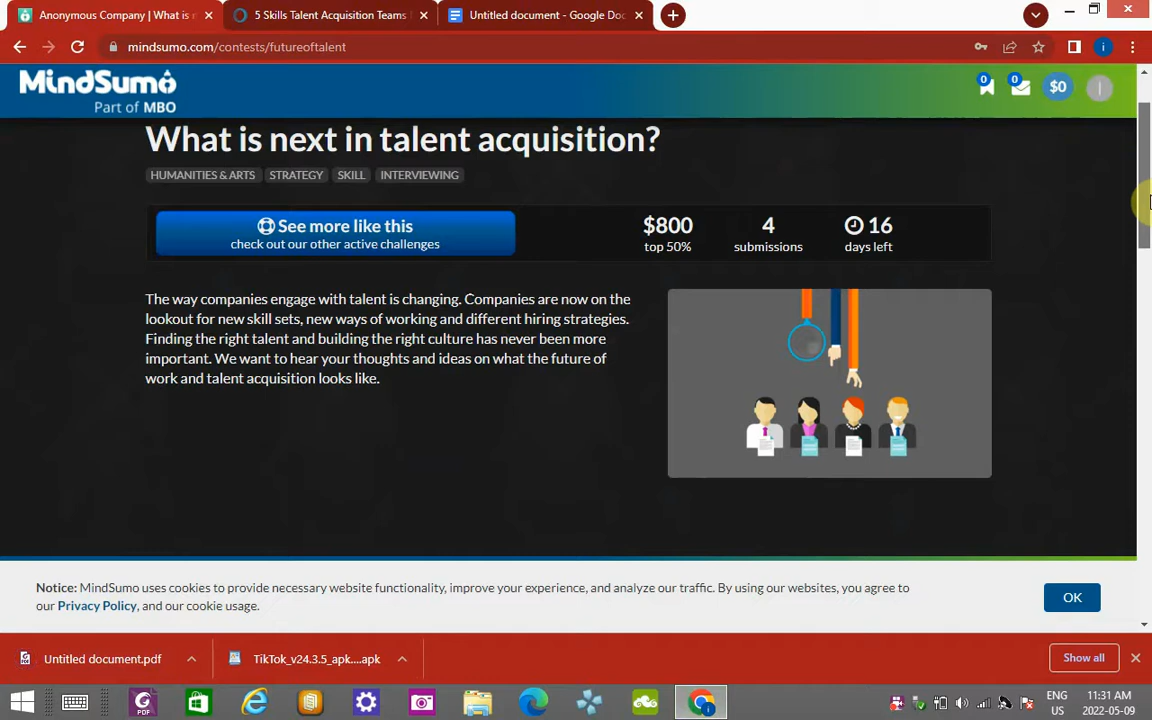 Anonymous Company | What is n
5 Skills Talent Acquisition Teams
Untitled document - Google Doc
mindsumo.com/contests/futureoftalent
i
MindSumo
Part of MBO
0
0
$0
I
What is next in talent acquisition?
HUMANITIES & ARTS STRATEGY SKILL INTERVIEWING
See more like this
check out our other active challenges
$800
top 50%
4
submissions
16
days left
The way companies engage with talent is changing. Companies are now on the
lookout for new skill sets, new ways of working and different hiring strategies.
Finding the right talent and building the right culture has never been more
important. We want to hear your thoughts and ideas on what the future of
work and talent acquisition looks like.
Notice: MindSumo uses cookies to provide necessary website functionality, improve your experience, and analyze our traffic. By using our websites, you agree to
our Privacy Policy, and our cookie usage.
OK
Untitled document.pdf
TikTok_v24.3.5_apk....apk
Show all
PDF
ENG
US
11:31 AM
2022-05-09